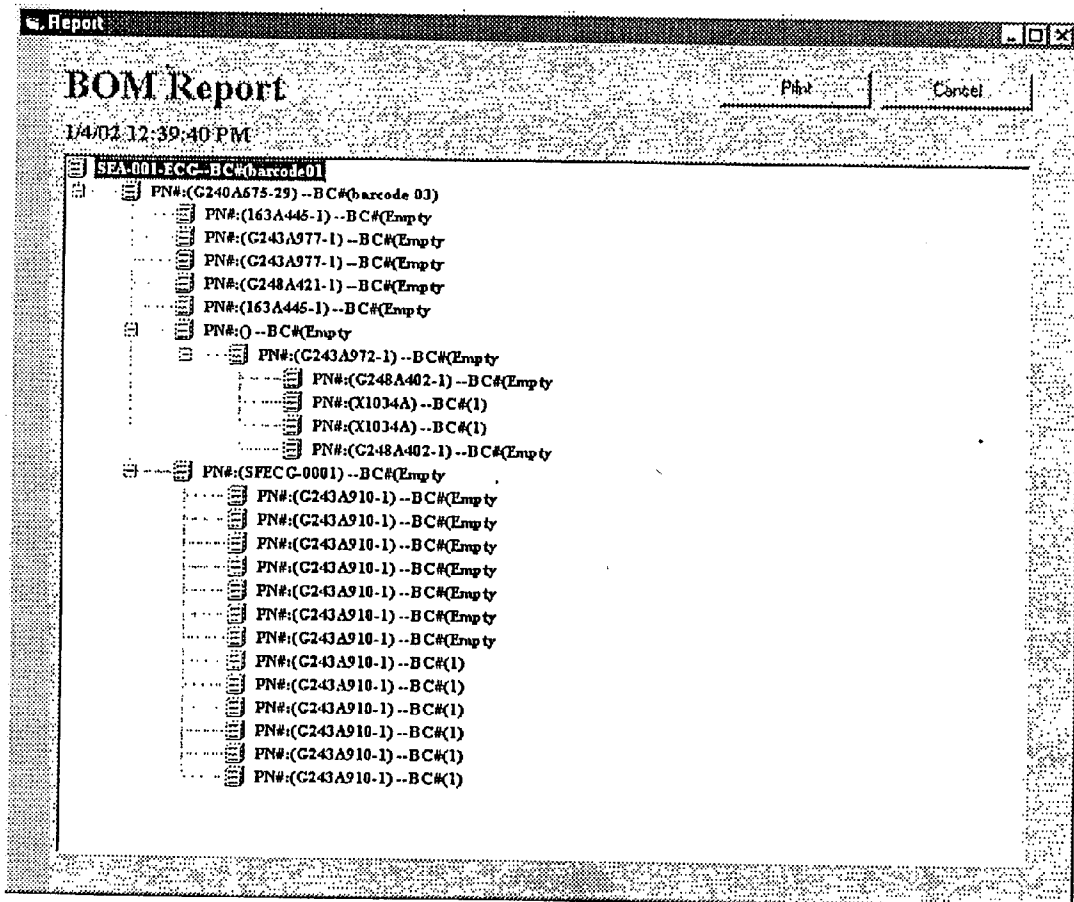 Report
BOM Report
Print Cancel
1/4/02 12:39:40 PM
SEA-001-ECG--BC#(barcode01
PN#:(G240A675-29) --BC#(barcode 03)
PN#:(163A445-1) --BC#(Empty
PN#:(G243A977-1) --BC#(Empty
PN#:(G243A977-1) --BC#(Empty
PN#:(G248A421-1) --BC#(Empty
PN#:(163A445-1) --BC#(Empty
PN#:() --BC#(Empty
PN#:(G243A972-1) --BC#(Empty
PN#:(G248A402-1) --BC#(Empty
PN#:(X1034A) --BC#(1)
PN#:(X1034A) --BC#(1)
PN#:(G248A402-1) --BC#(Empty
PN#:(SFECG-0001) --BC#(Empty
PN#:(G243A910-1) --BC#(Empty
PN#:(G243A910-1) --BC#(Empty
PN#:(G243A910-1) --BC#(Empty
PN#:(G243A910-1) --BC#(Empty
PN#:(G243A910-1) --BC#(Empty
PN#:(G243A910-1) --BC#(Empty
PN#:(G243A910-1) --BC#(Empty
PN#:(G243A910-1) --BC#(1)
PN#:(G243A910-1) --BC#(1)
PN#:(G243A910-1) --BC#(1)
PN#:(G243A910-1) --BC#(1)
PN#:(G243A910-1) --BC#(1)
PN#:(G243A910-1) --BC#(1)